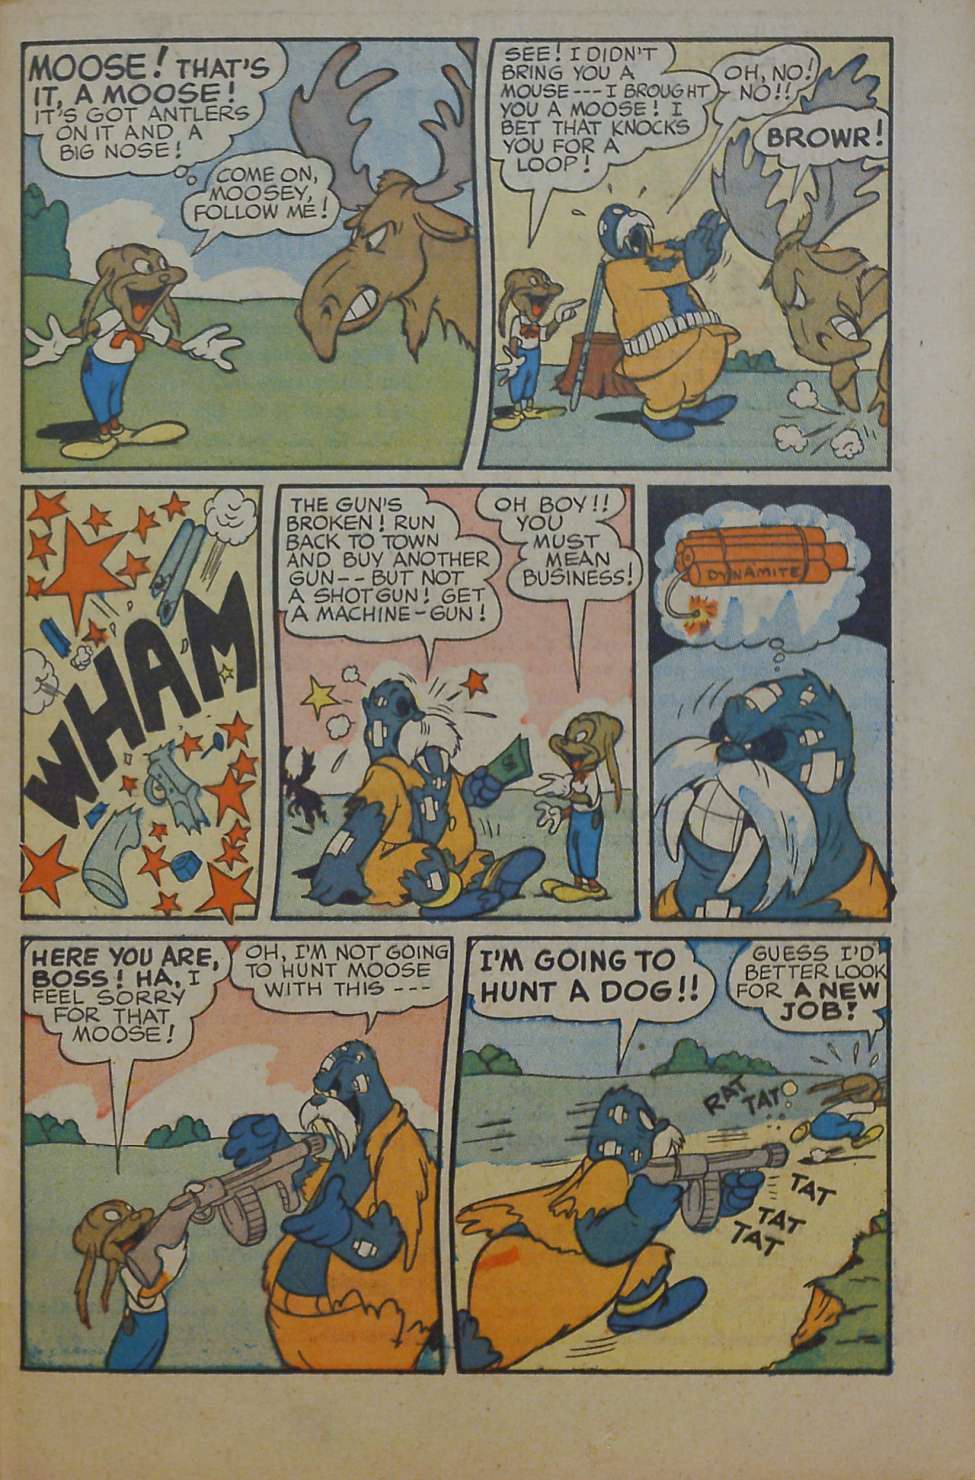 MOOSE! THAT'S
IT, A MOOSE!
IT'S GOT ANTLERS
ON IT AND A
BIG NOSE!
COME ON,
MOOSEY,
FOLLOW ME!
SEE! I DIDN'T
BRING YOU A
MOUSE---I BROUGHT
YOU A MOOSE! I
BET THAT KNOCKS
YOU FOR A
LOOP!
OH, NO!
NO!!
BROWR!
WHAM
THE GUN'S
BROKEN! RUN
BACK TO TOWN
AND BUY ANOTHER
GUN-- BUT NOT
A SHOTGUN! GET
A MACHINE-GUN!
OH BOY!!
YOU
MUST
MEAN
BUSINESS!
DYNAMITE
HERE YOU ARE,
BOSS! HA, I
FEEL SORRY
FOR THAT
MOOSE!
OH, I'M NOT GOING
TO HUNT MOOSE
WITH THIS ---
I'M GOING TO
HUNT A DOG!!
GUESS I'D
BETTER LOOK
FOR A NEW
JOB!
RAT
TAT
TAT
TAT
TAT